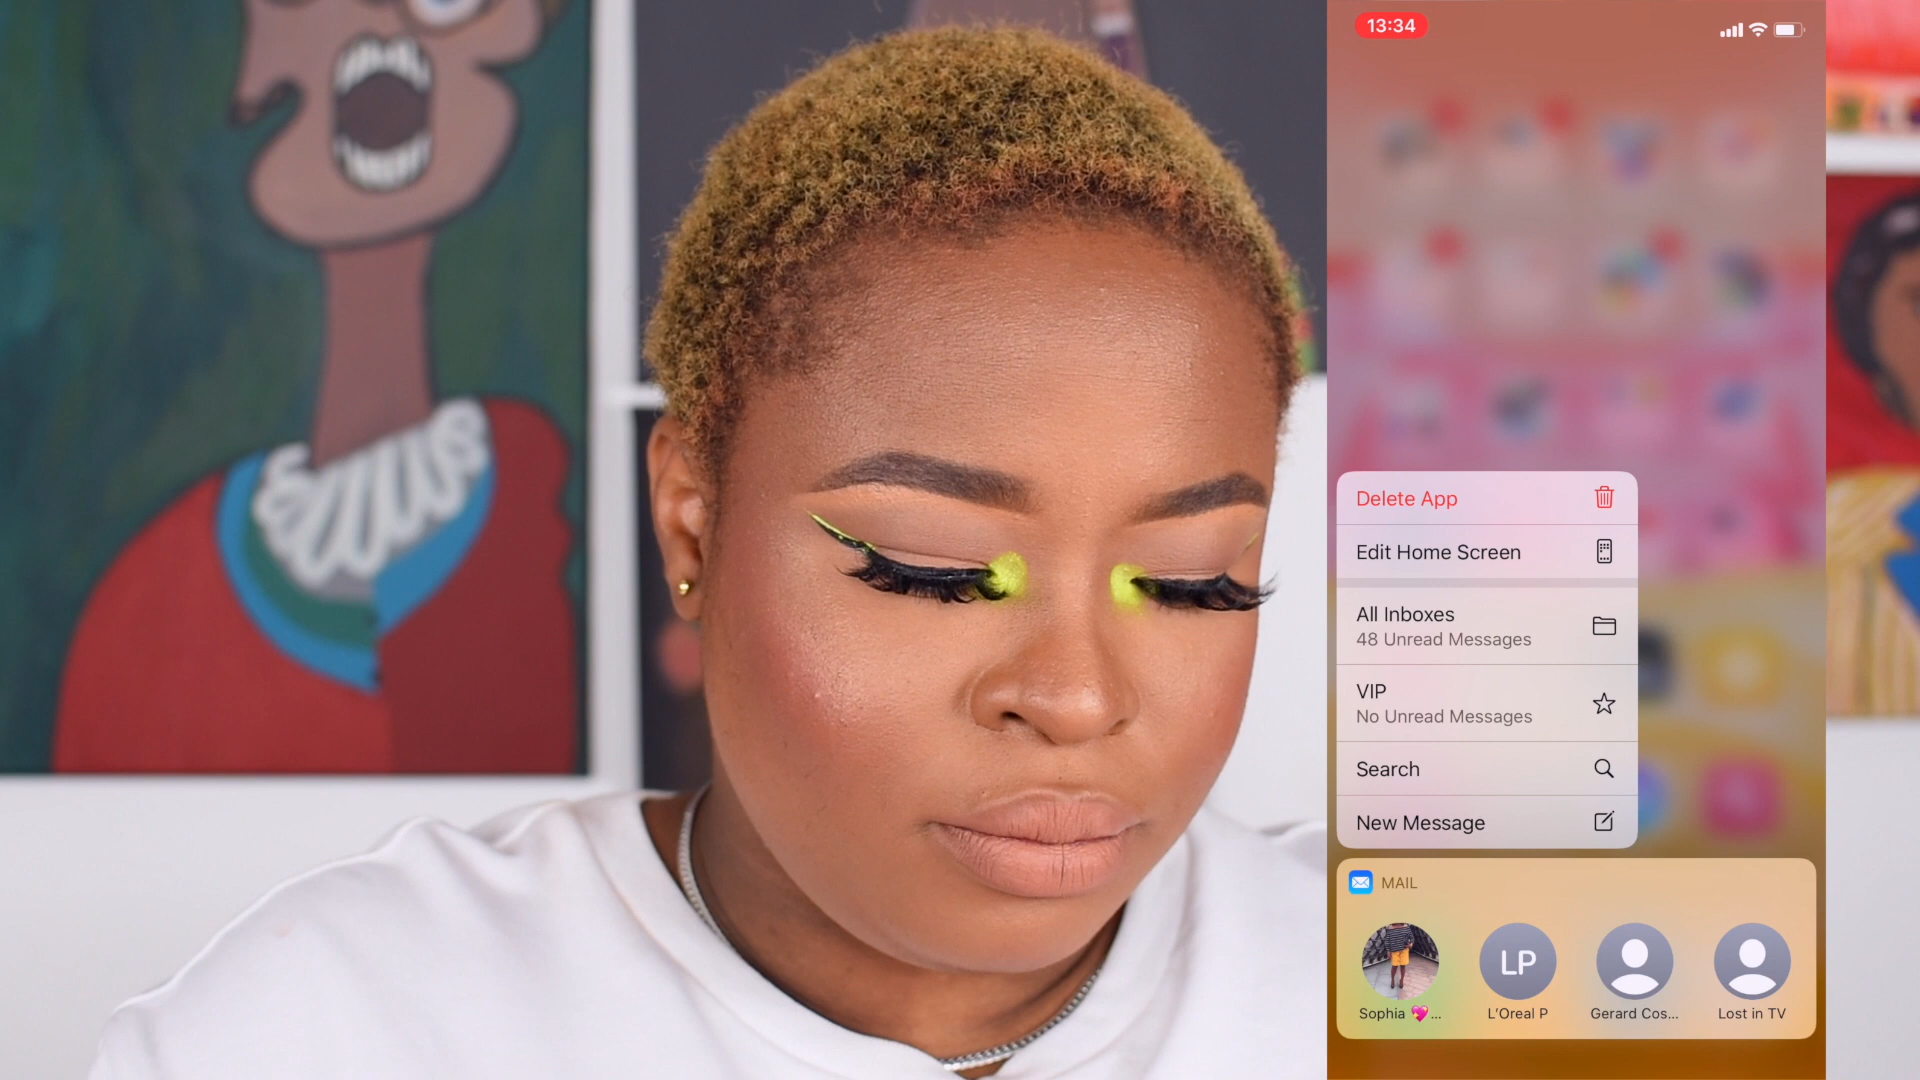 13:34
Delete App
Edit Home Screen
All Inboxes
48 Unread Messages
VIP
No Unread Messages
Search
New Message
MAIL
LP
Sophia 💖...
L'Oreal P
Gerard Cos...
Lost in TV